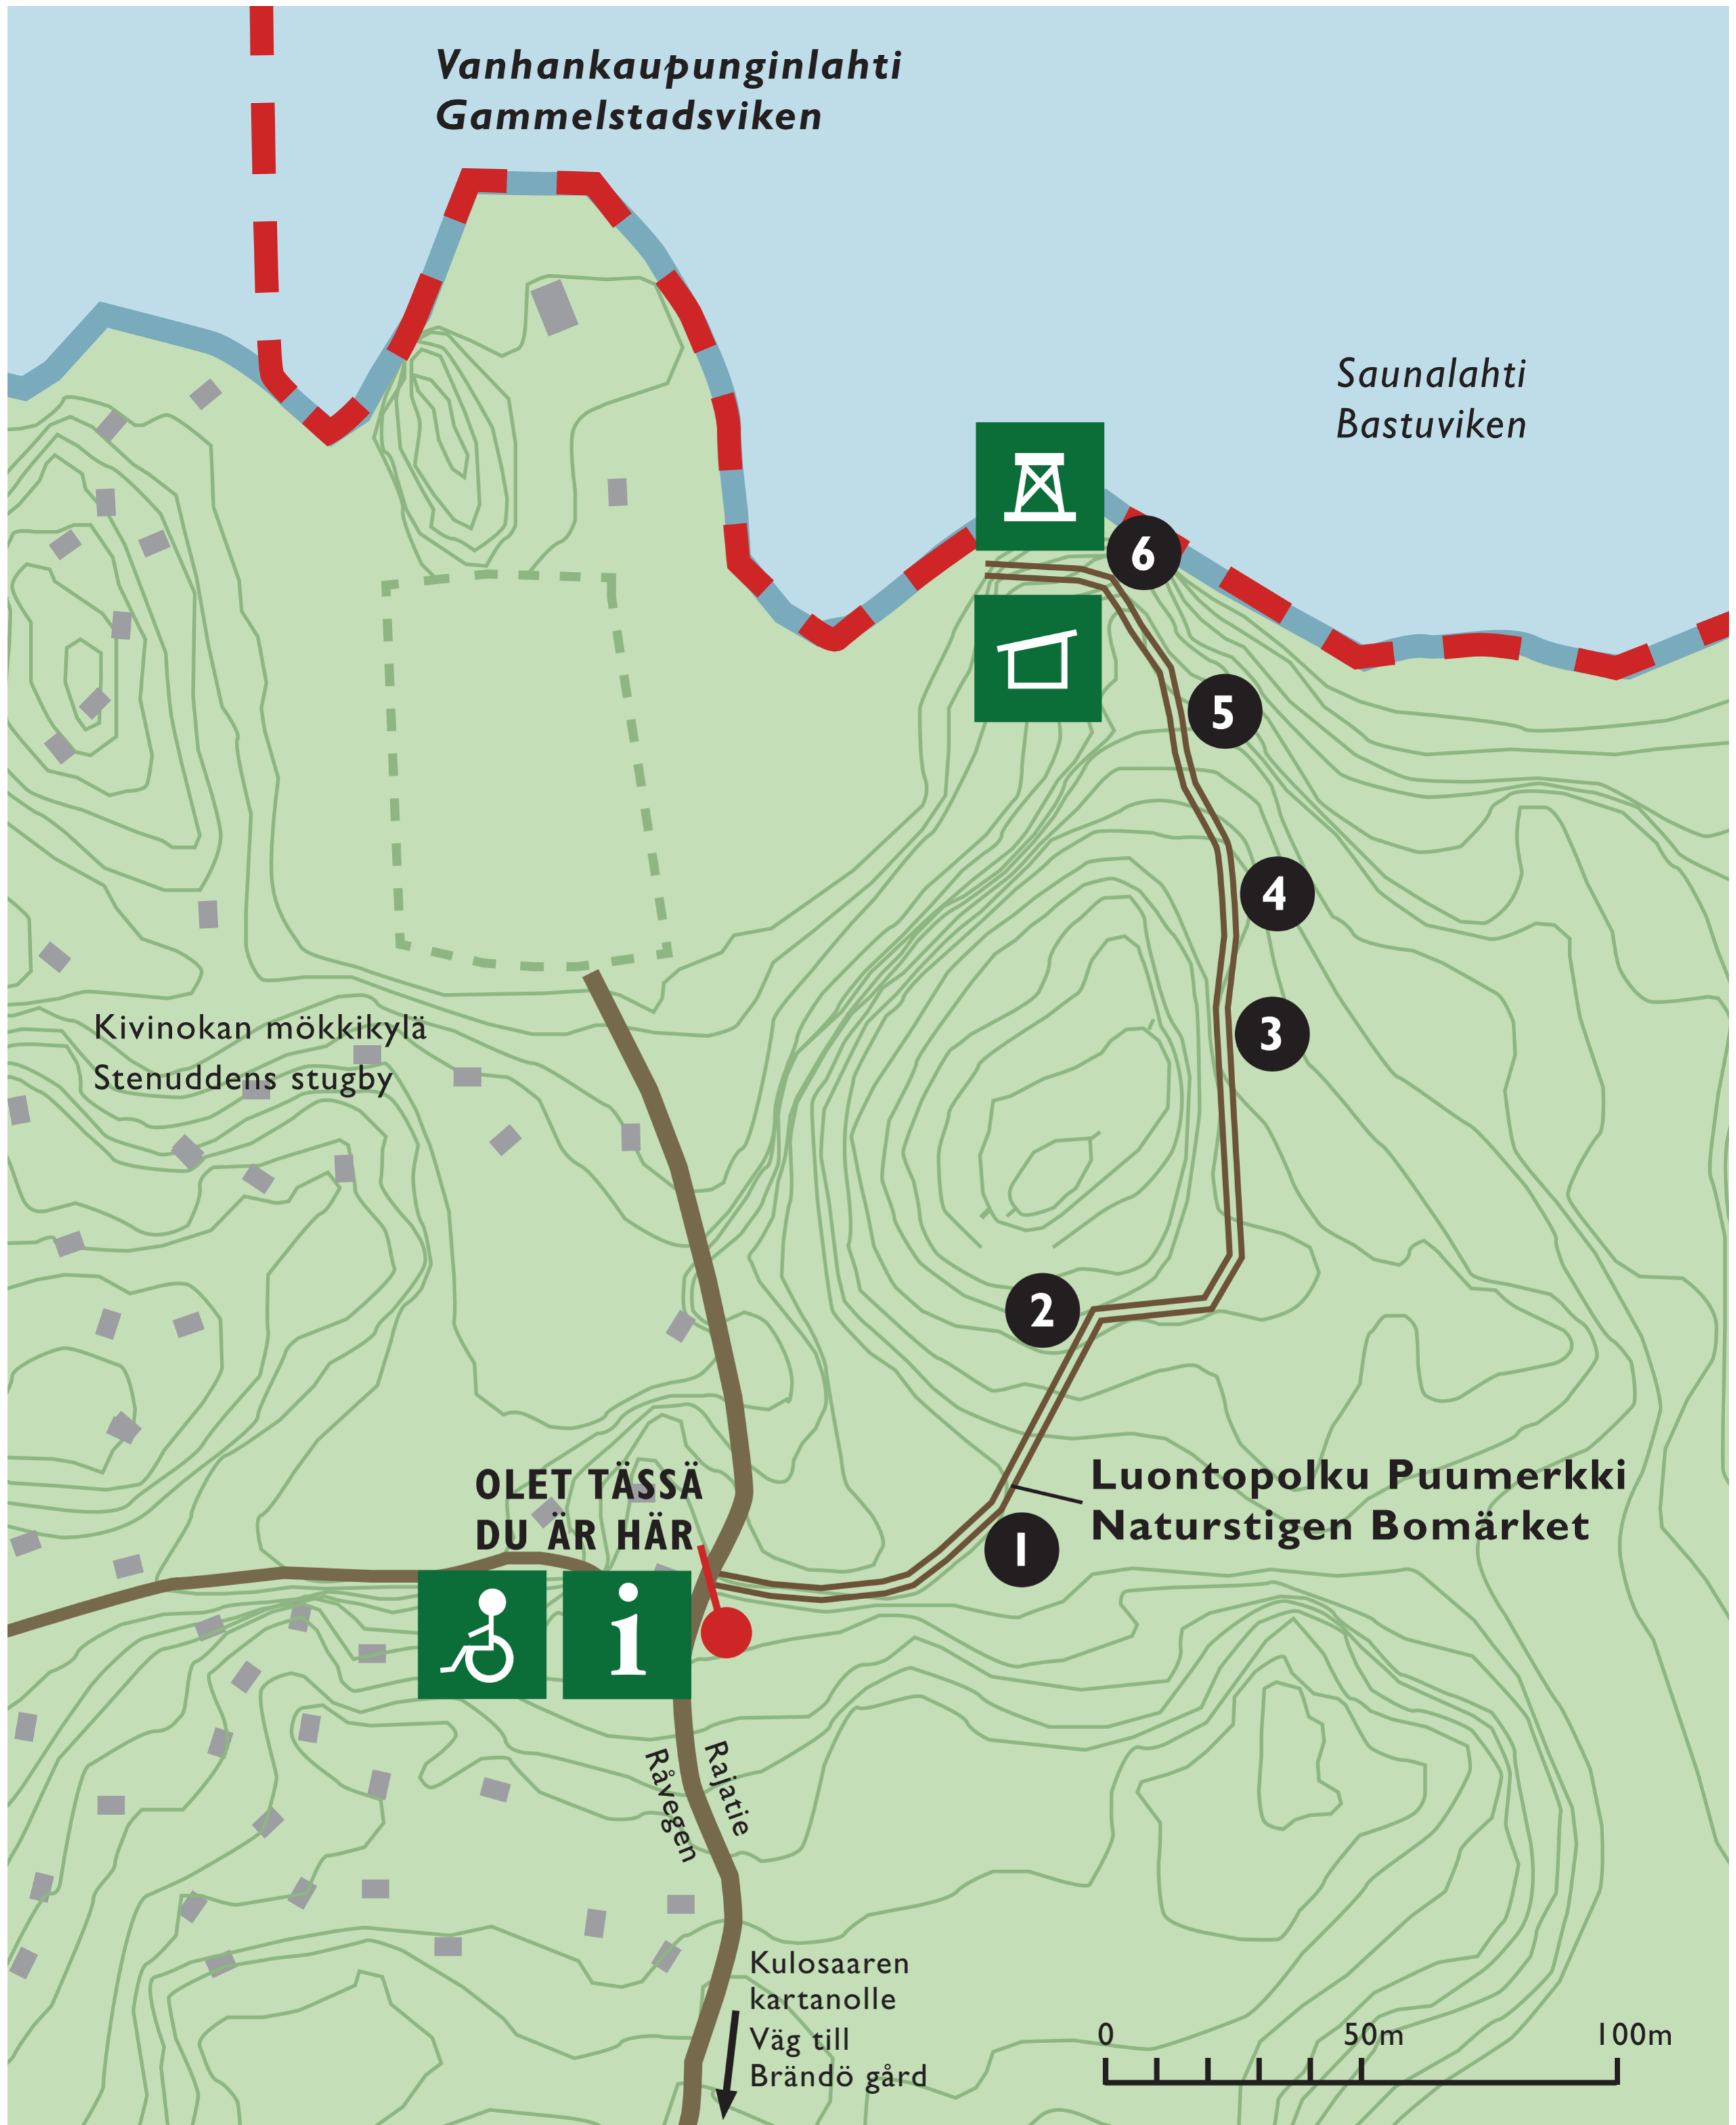 Vanhankaupunginlahti
Gammelstadsviken
Saunalahti
Bastuviken
6
5
4
3
Kivinokan mökkikylä
Stenuddens stugby
2
OLET TÄSSÄ
DU ÄR HÄR
Luontopolku Puumerkki
Naturstigen Bomärket
1
i
Rajatie
Råvegen
Kulosaaren
kartanolle
Väg till
Brändö gård
0 50m 100m